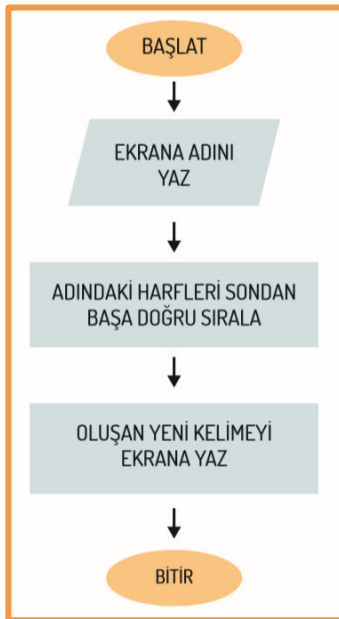 BAŞLAT
EKRANA ADINI
YAZ
ADINDAKİ HARFLERİ SONDAN
BAŞA DOĞRU SIRALA
OLUŞAN YENİ KELİMEYİ
EKRANA YAZ
BİTİR